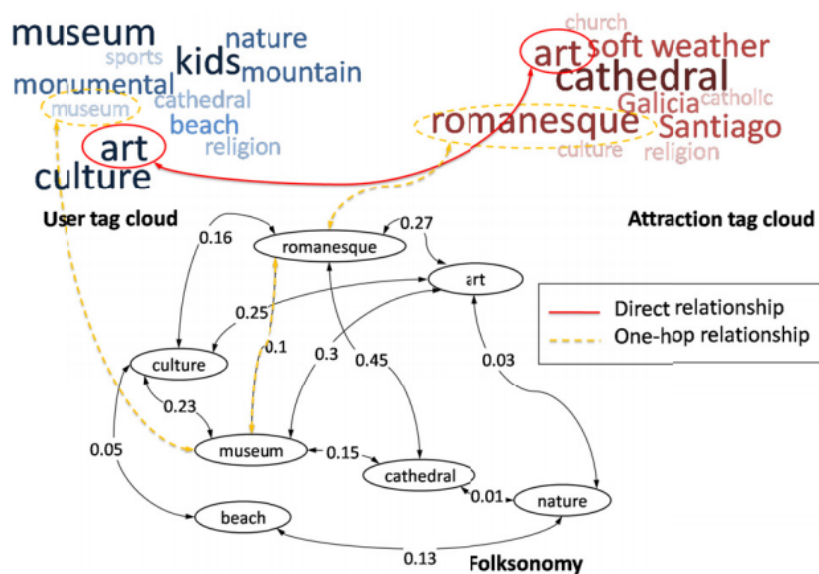 museum
sports
kids
nature
monumental
mountain
museum
cathedral
beach
art
religion
culture
User tag cloud
church
art
soft weather
cathedral
Galicia
catholic
romanesque
Santiago
culture
religion
Attraction tag cloud
0.16
romanesque
0.27
art
0.25
Direct relationship
One-hop relationship
0.1
0.3
0.45
0.03
culture
0.23
0.05
museum
0.15
cathedral
0.01
nature
beach
0.13
Folksonomy